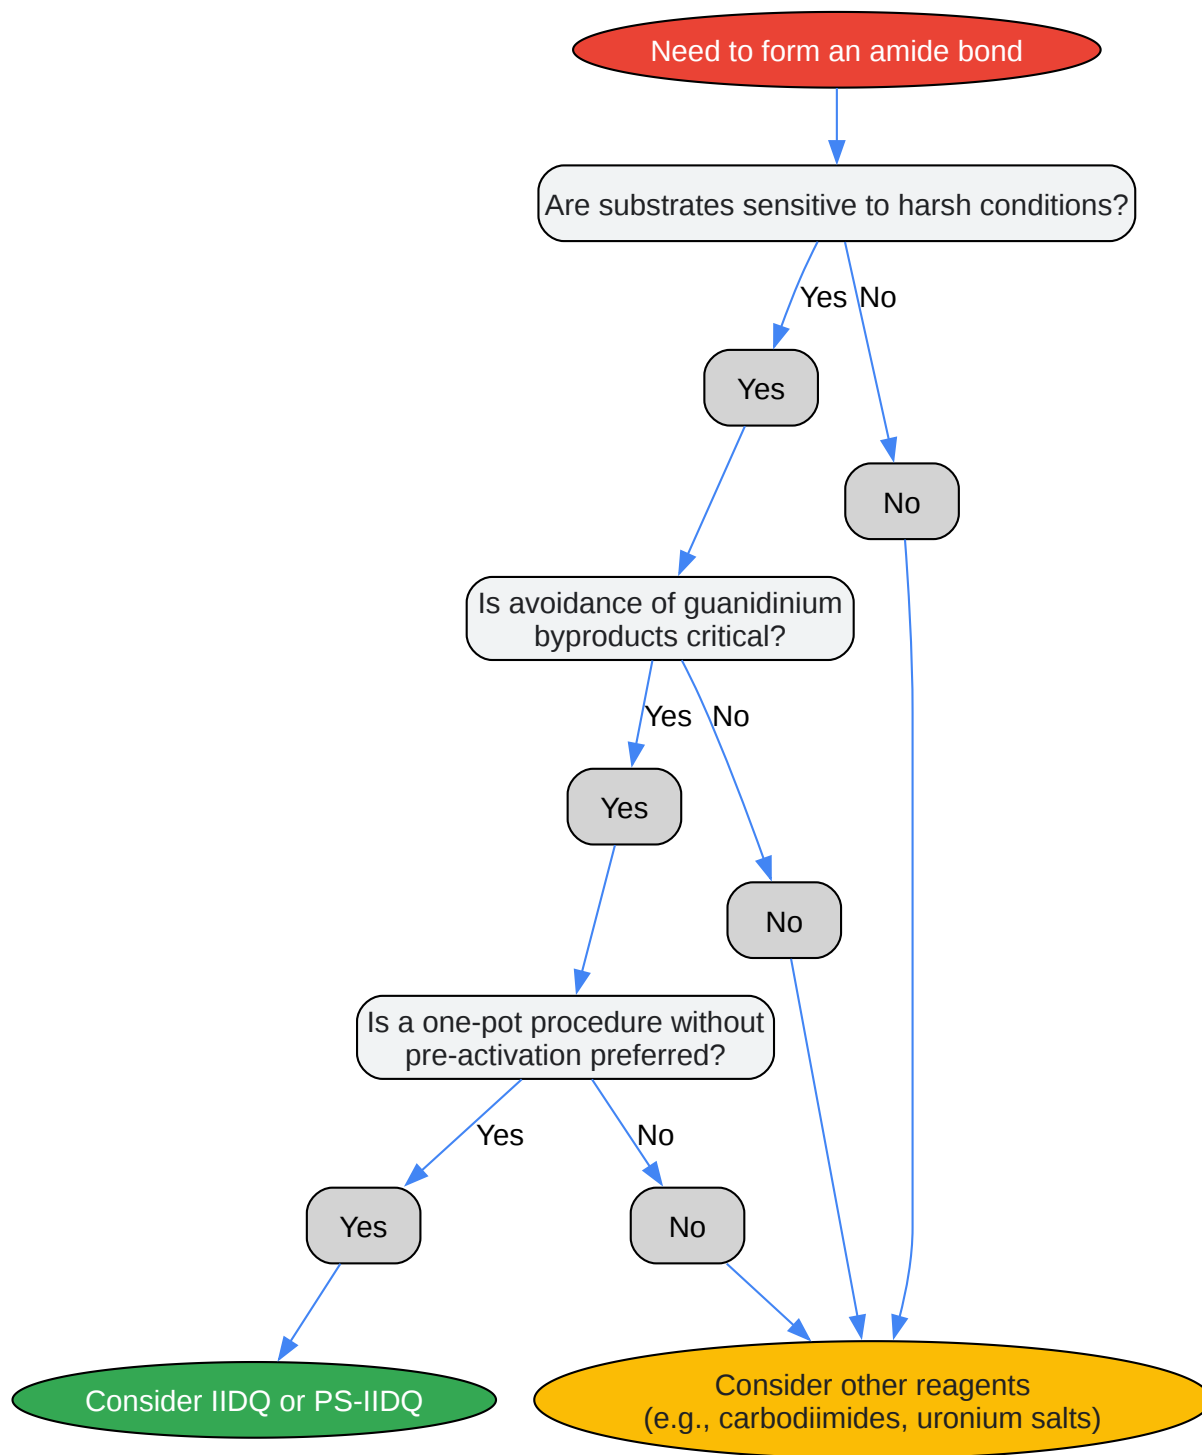 Need to form an amide bond
Are substrates sensitive to harsh conditions?
Yes
No
Yes
No
Is avoidance of guanidinium
byproducts critical?
Yes
No
Yes
No
Is a one-pot procedure without
pre-activation preferred?
Yes
No
Yes
No
Consider IIDQ or PS-IIDQ
Consider other reagents
(e.g., carbodiimides, uronium salts)